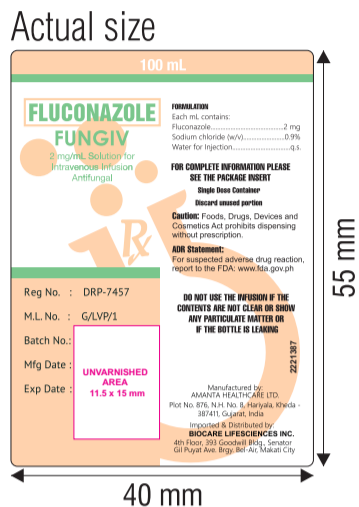 Actual size
100 mL
FLUCONAZOLE
FUNGIV
2 mg/mL Solution for
Intravenous Infusion
Antifungal
Rx
Reg No. : DRP-7457
M.L. No. : G/LVP/1
Batch No.:
Mfg Date :
Exp Date :
UNVARNISHED
AREA
11.5 x 15 mm
FORMULATION
Each mL contains:
Fluconazole................................2 mg
Sodium chloride (w/v)..................0.9%
Water for Injection.........................q.s.
FOR COMPLETE INFORMATION PLEASE
SEE THE PACKAGE INSERT
Single Dose Container
Discard unused portion
Caution: Foods, Drugs, Devices and
Cosmetics Act prohibits dispensing
without prescription.
ADR Statement:
For suspected adverse drug reaction,
report to the FDA: www.fda.gov.ph
DO NOT USE THE INFUSION IF THE
CONTENTS ARE NOT CLEAR OR SHOW
ANY PARTICULATE MATTER OR
IF THE BOTTLE IS LEAKING
2221387
Manufactured by:
AMANTA HEALTHCARE LTD.
Plot No. 876, N.H. No. 8, Hariyala, Kheda -
387411, Gujarat, India
Imported & Distributed by:
BIOCARE LIFESCIENCES INC.
4th Floor, 393 Goodwill Bldg., Senator
Gil Puyat Ave. Brgy. Bel-Air, Makati City
55 mm
40 mm